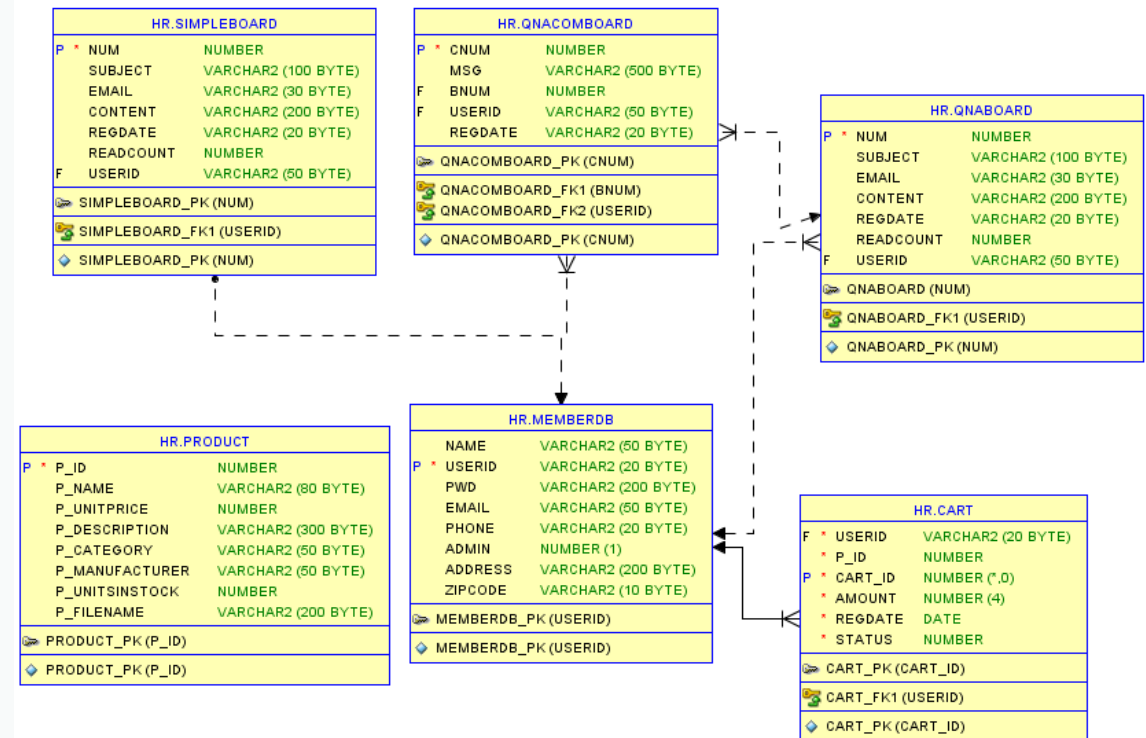 HR.SIMPLEBOARD
P * NUM NUMBER
SUBJECT VARCHAR2 (100 BYTE)
EMAIL VARCHAR2 (30 BYTE)
CONTENT VARCHAR2 (200 BYTE)
REGDATE VARCHAR2 (20 BYTE)
READCOUNT NUMBER
F USERID VARCHAR2 (50 BYTE)
SIMPLEBOARD_PK (NUM)
SIMPLEBOARD_FK1 (USERID)
SIMPLEBOARD_PK (NUM)
HR.QNACOMBOARD
P * CNUM NUMBER
MSG VARCHAR2 (500 BYTE)
F BNUM NUMBER
F USERID VARCHAR2 (50 BYTE)
REGDATE VARCHAR2 (20 BYTE)
QNACOMBOARD_PK (CNUM)
QNACOMBOARD_FK1 (BNUM)
QNACOMBOARD_FK2 (USERID)
QNACOMBOARD_PK (CNUM)
HR.QNABOARD
P * NUM NUMBER
SUBJECT VARCHAR2 (100 BYTE)
EMAIL VARCHAR2 (30 BYTE)
CONTENT VARCHAR2 (200 BYTE)
REGDATE VARCHAR2 (20 BYTE)
READCOUNT NUMBER
F USERID VARCHAR2 (50 BYTE)
QNABOARD (NUM)
QNABOARD_FK1 (USERID)
QNABOARD_PK (NUM)
HR.PRODUCT
P * P_ID NUMBER
P_NAME VARCHAR2 (80 BYTE)
P_UNITPRICE NUMBER
P_DESCRIPTION VARCHAR2 (300 BYTE)
P_CATEGORY VARCHAR2 (50 BYTE)
P_MANUFACTURER VARCHAR2 (50 BYTE)
P_UNITSINSTOCK NUMBER
P_FILENAME VARCHAR2 (200 BYTE)
PRODUCT_PK (P_ID)
PRODUCT_PK (P_ID)
HR.MEMBERDB
NAME VARCHAR2 (50 BYTE)
P * USERID VARCHAR2 (20 BYTE)
PWD VARCHAR2 (200 BYTE)
EMAIL VARCHAR2 (50 BYTE)
PHONE VARCHAR2 (20 BYTE)
ADMIN NUMBER (1)
ADDRESS VARCHAR2 (200 BYTE)
ZIPCODE VARCHAR2 (10 BYTE)
MEMBERDB_PK (USERID)
MEMBERDB_PK (USERID)
HR.CART
F * USERID VARCHAR2 (20 BYTE)
* P_ID NUMBER
P * CART_ID NUMBER (*,0)
* AMOUNT NUMBER (4)
* REGDATE DATE
* STATUS NUMBER
CART_PK (CART_ID)
CART_FK1 (USERID)
CART_PK (CART_ID)